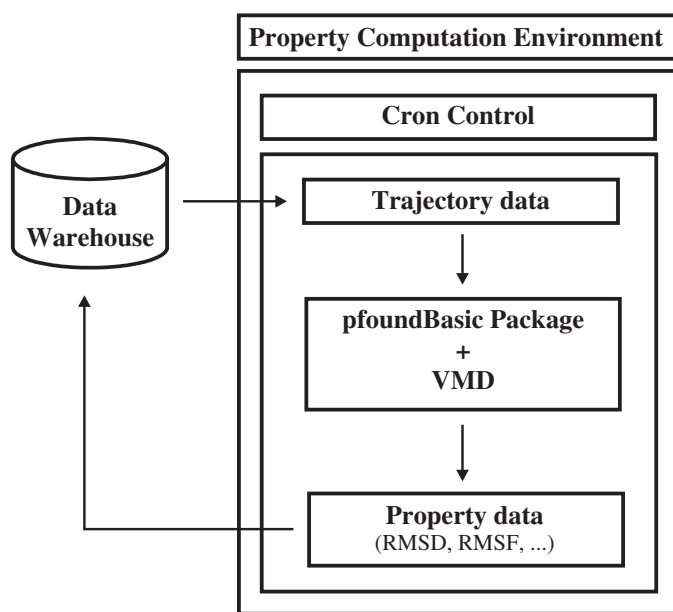 Property Computation Environment
Cron Control
Data
Warehouse
Trajectory data
pfoundBasic Package
+
VMD
Property data
(RMSD, RMSF, ...)